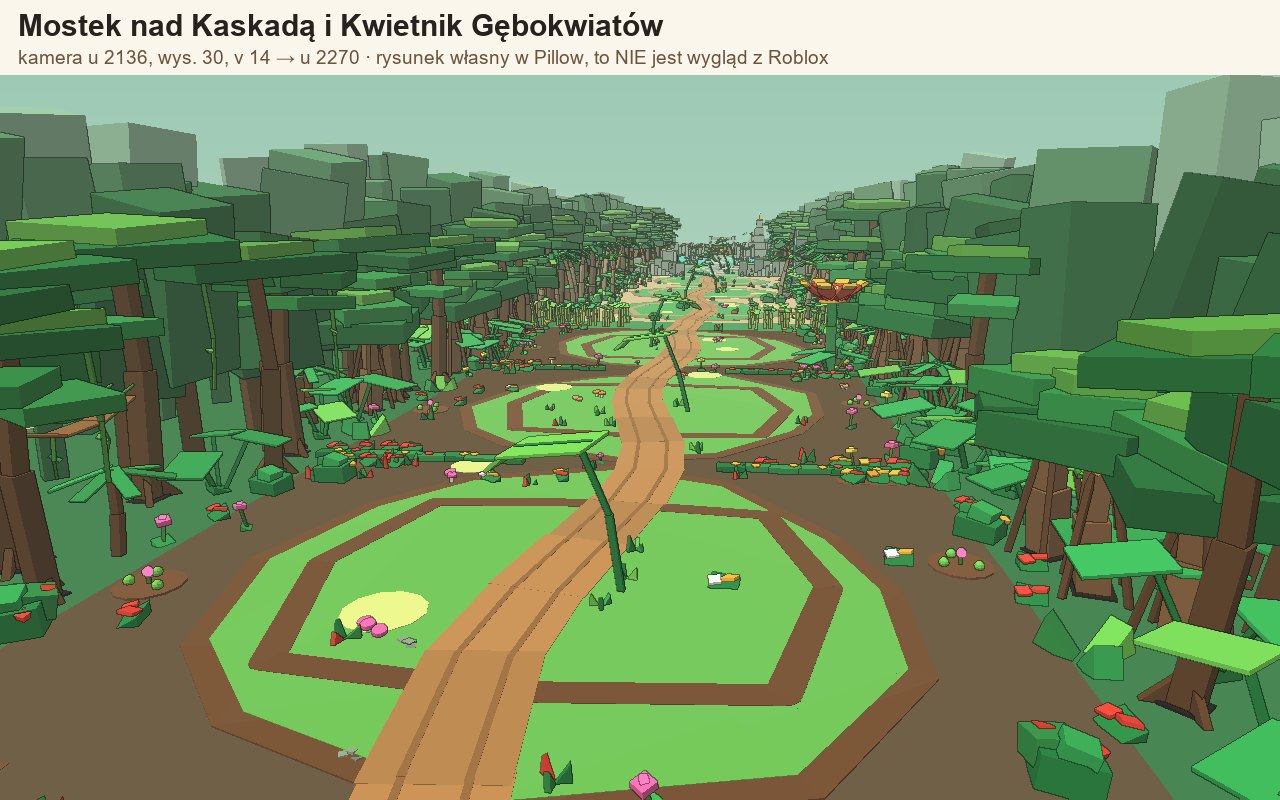 Mostek nad Kaskadą i Kwietnik Gębokwiatów
kamera u 2136, wys. 30, v 14 → u 2270 · rysunek własny w Pillow, to NIE jest wygląd z Roblox